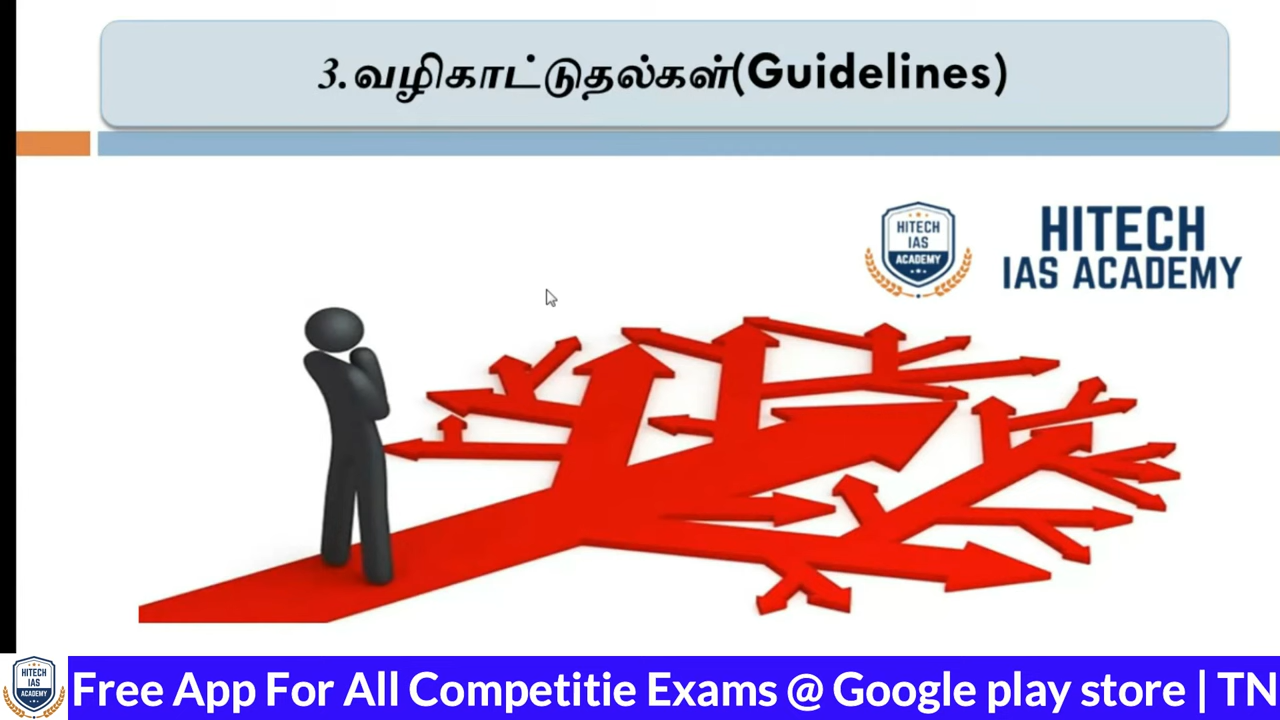 3.வழிகாட்டுதல்கள்(Guidelines)
HITECH
IAS
ACADEMY
HITECH
IAS ACADEMY
HITECH
IAS
ACADEMY
Free App For All Competitie Exams @ Google play store | TN